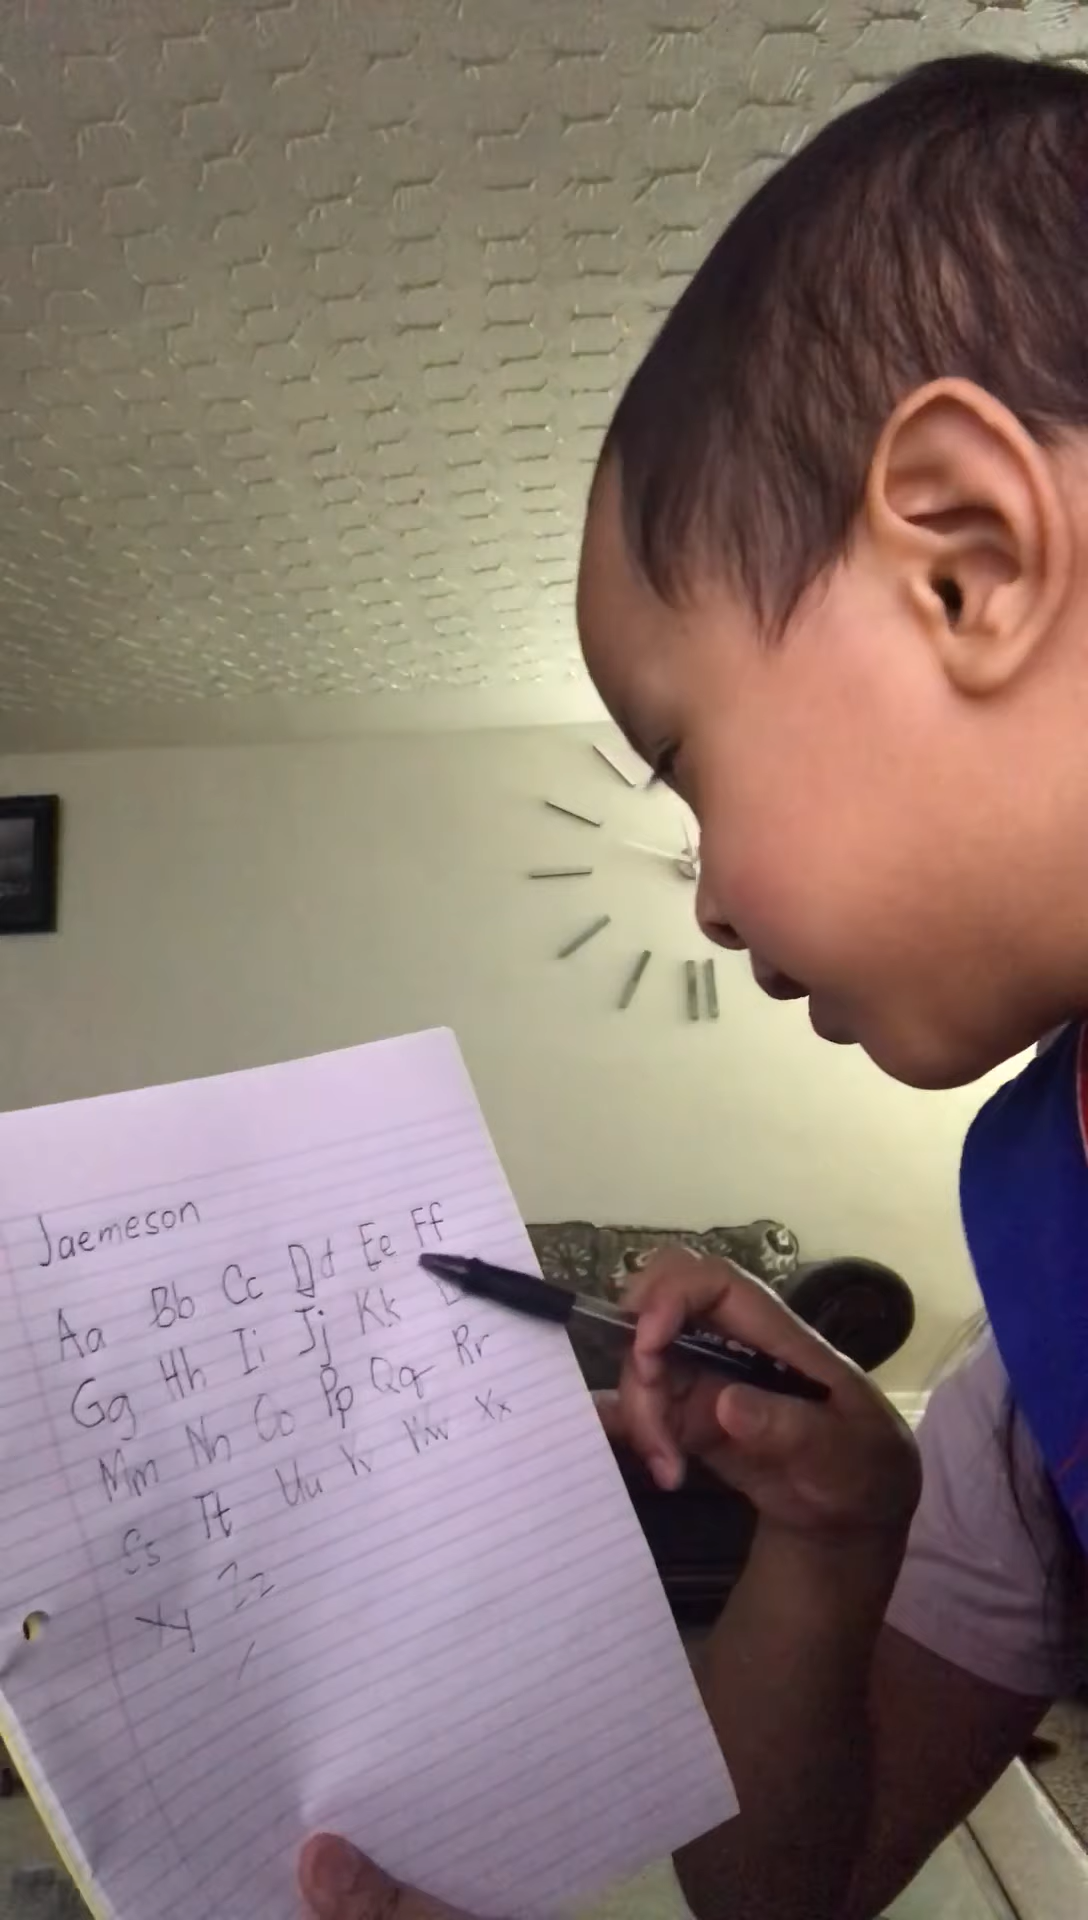 Jaemeson
Aa Bb Cc Dd Ee Ff
Gg Hh Ii Jj Kk L
Mm Nn Oo Pp Qq Rr
Ss Tt Uu Vv Ww Xx
Yy Zz